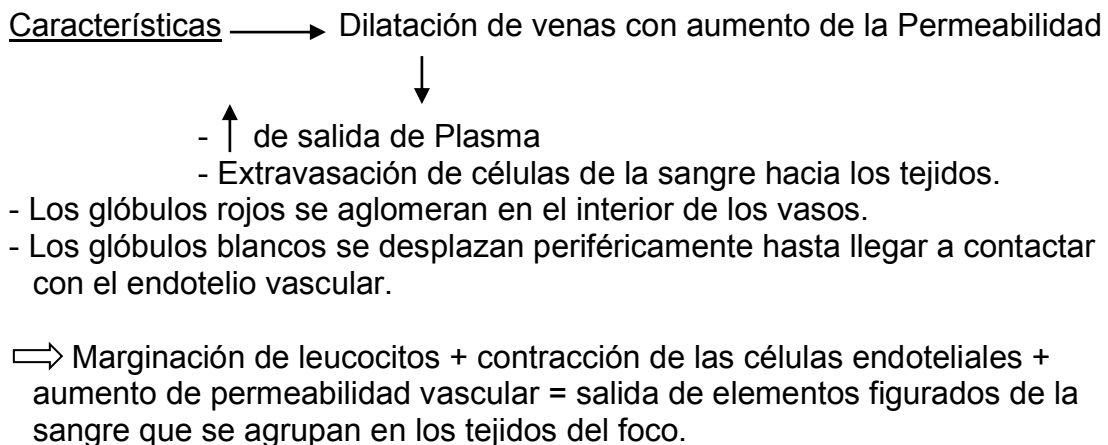 Características → Dilatación de venas con aumento de la Permeabilidad
↓
- ↑ de salida de Plasma
- Extravasación de células de la sangre hacia los tejidos.
- Los glóbulos rojos se aglomeran en el interior de los vasos.
- Los glóbulos blancos se desplazan periféricamente hasta llegar a contactar
con el endotelio vascular.
⇨ Marginación de leucocitos + contracción de las células endoteliales +
aumento de permeabilidad vascular = salida de elementos figurados de la
sangre que se agrupan en los tejidos del foco.